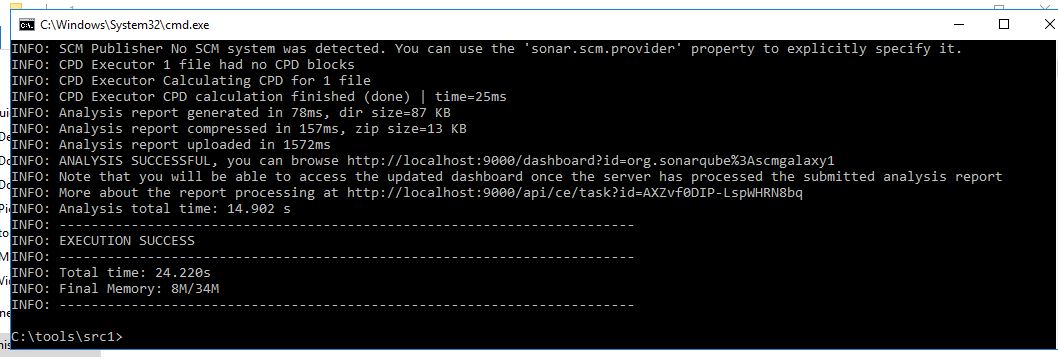 C:\Windows\System32\cmd.exe
INFO: SCM Publisher No SCM system was detected. You can use the 'sonar.scm.provider' property to explicitly specify it.
INFO: CPD Executor 1 file had no CPD blocks
INFO: CPD Executor Calculating CPD for 1 file
INFO: CPD Executor CPD calculation finished (done) | time=25ms
INFO: Analysis report generated in 78ms, dir size=87 KB
INFO: Analysis report compressed in 157ms, zip size=13 KB
INFO: Analysis report uploaded in 1572ms
INFO: ANALYSIS SUCCESSFUL, you can browse http://localhost:9000/dashboard?id=org.sonarqube%3Ascmgalaxy1
INFO: Note that you will be able to access the updated dashboard once the server has processed the submitted analysis report
INFO: More about the report processing at http://localhost:9000/api/ce/task?id=AXZvf0DIP-LspWHRN8bq
INFO: Analysis total time: 14.902 s
INFO: ------------------------------------------------------------------------
INFO: EXECUTION SUCCESS
INFO: ------------------------------------------------------------------------
INFO: Total time: 24.220s
INFO: Final Memory: 8M/34M
INFO: ------------------------------------------------------------------------
C:\tools\src1>